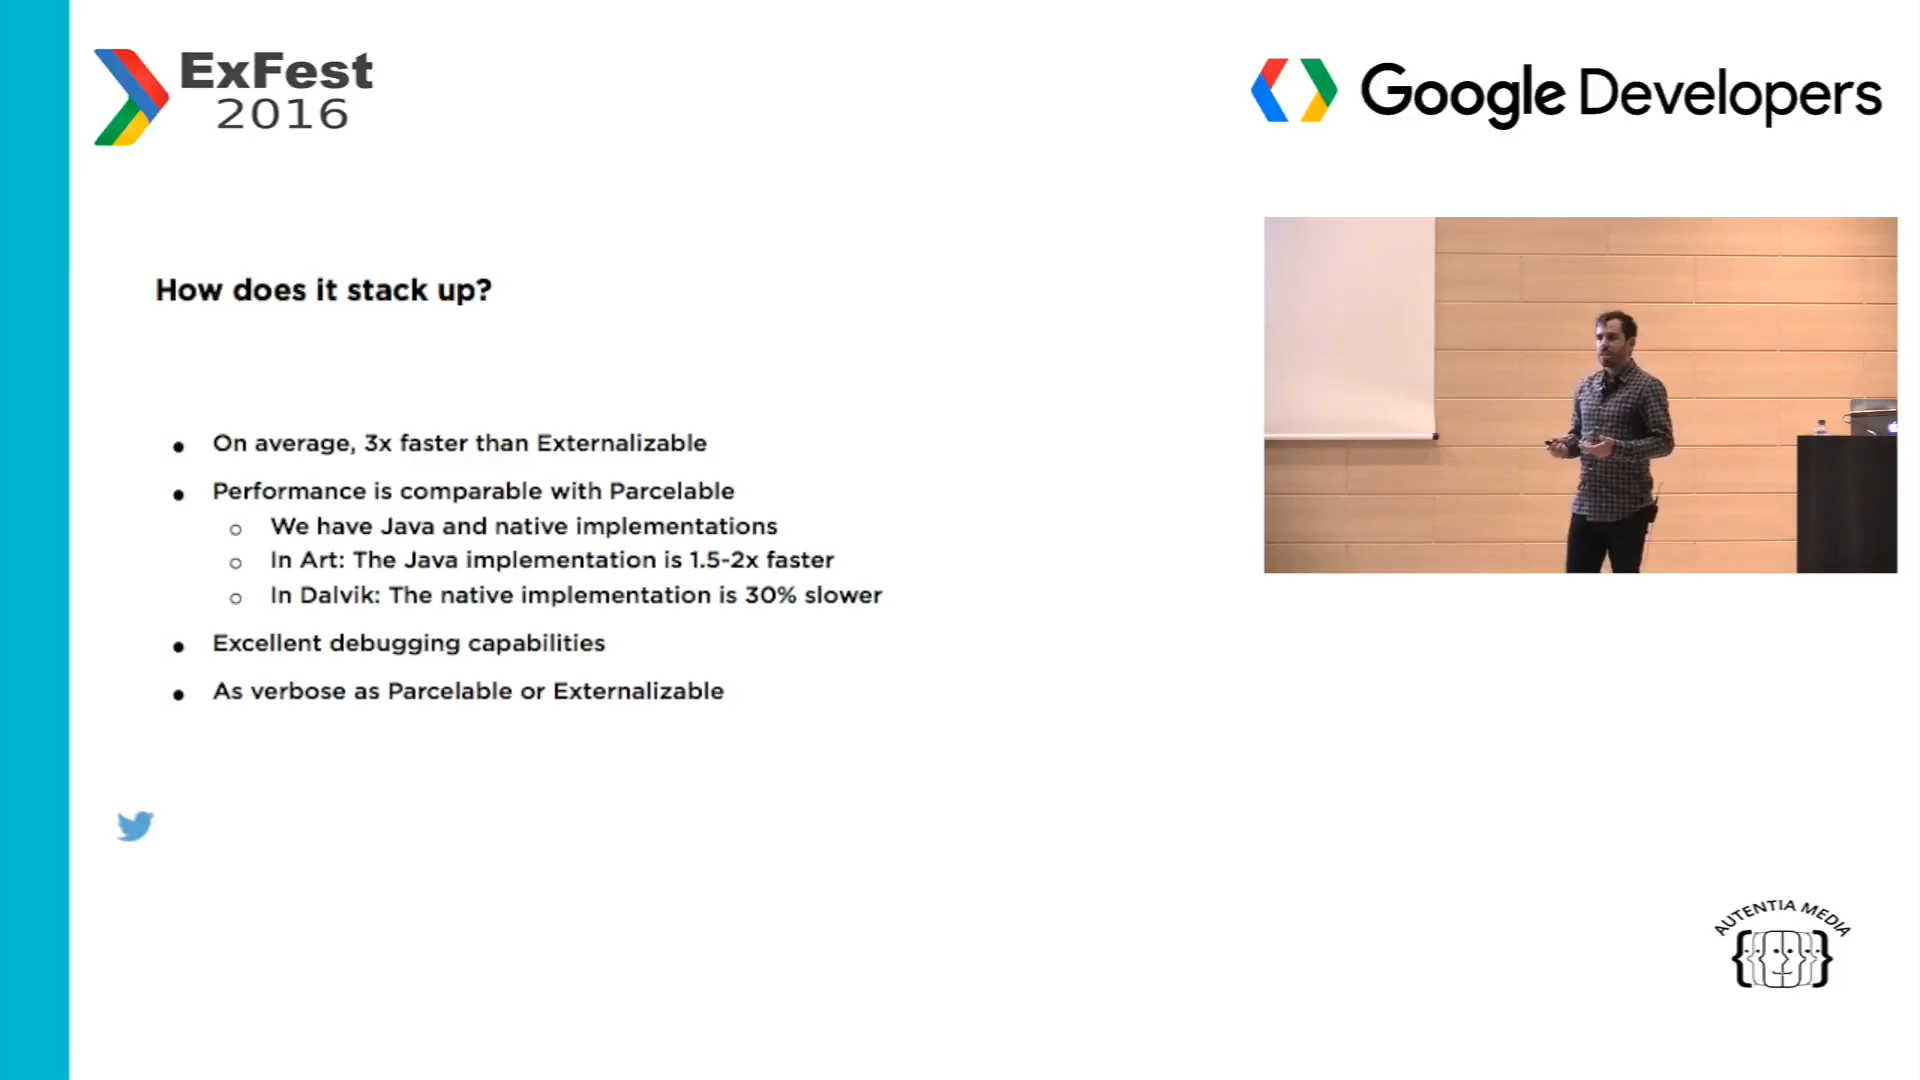 ExFest
2016
Google Developers
How does it stack up?
On average, 3x faster than Externalizable
Performance is comparable with Parcelable
We have Java and native implementations
In Art: The Java implementation is 1.5-2x faster
In Dalvik: The native implementation is 30% slower
Excellent debugging capabilities
As verbose as Parcelable or Externalizable
AUTENTIA MEDIA